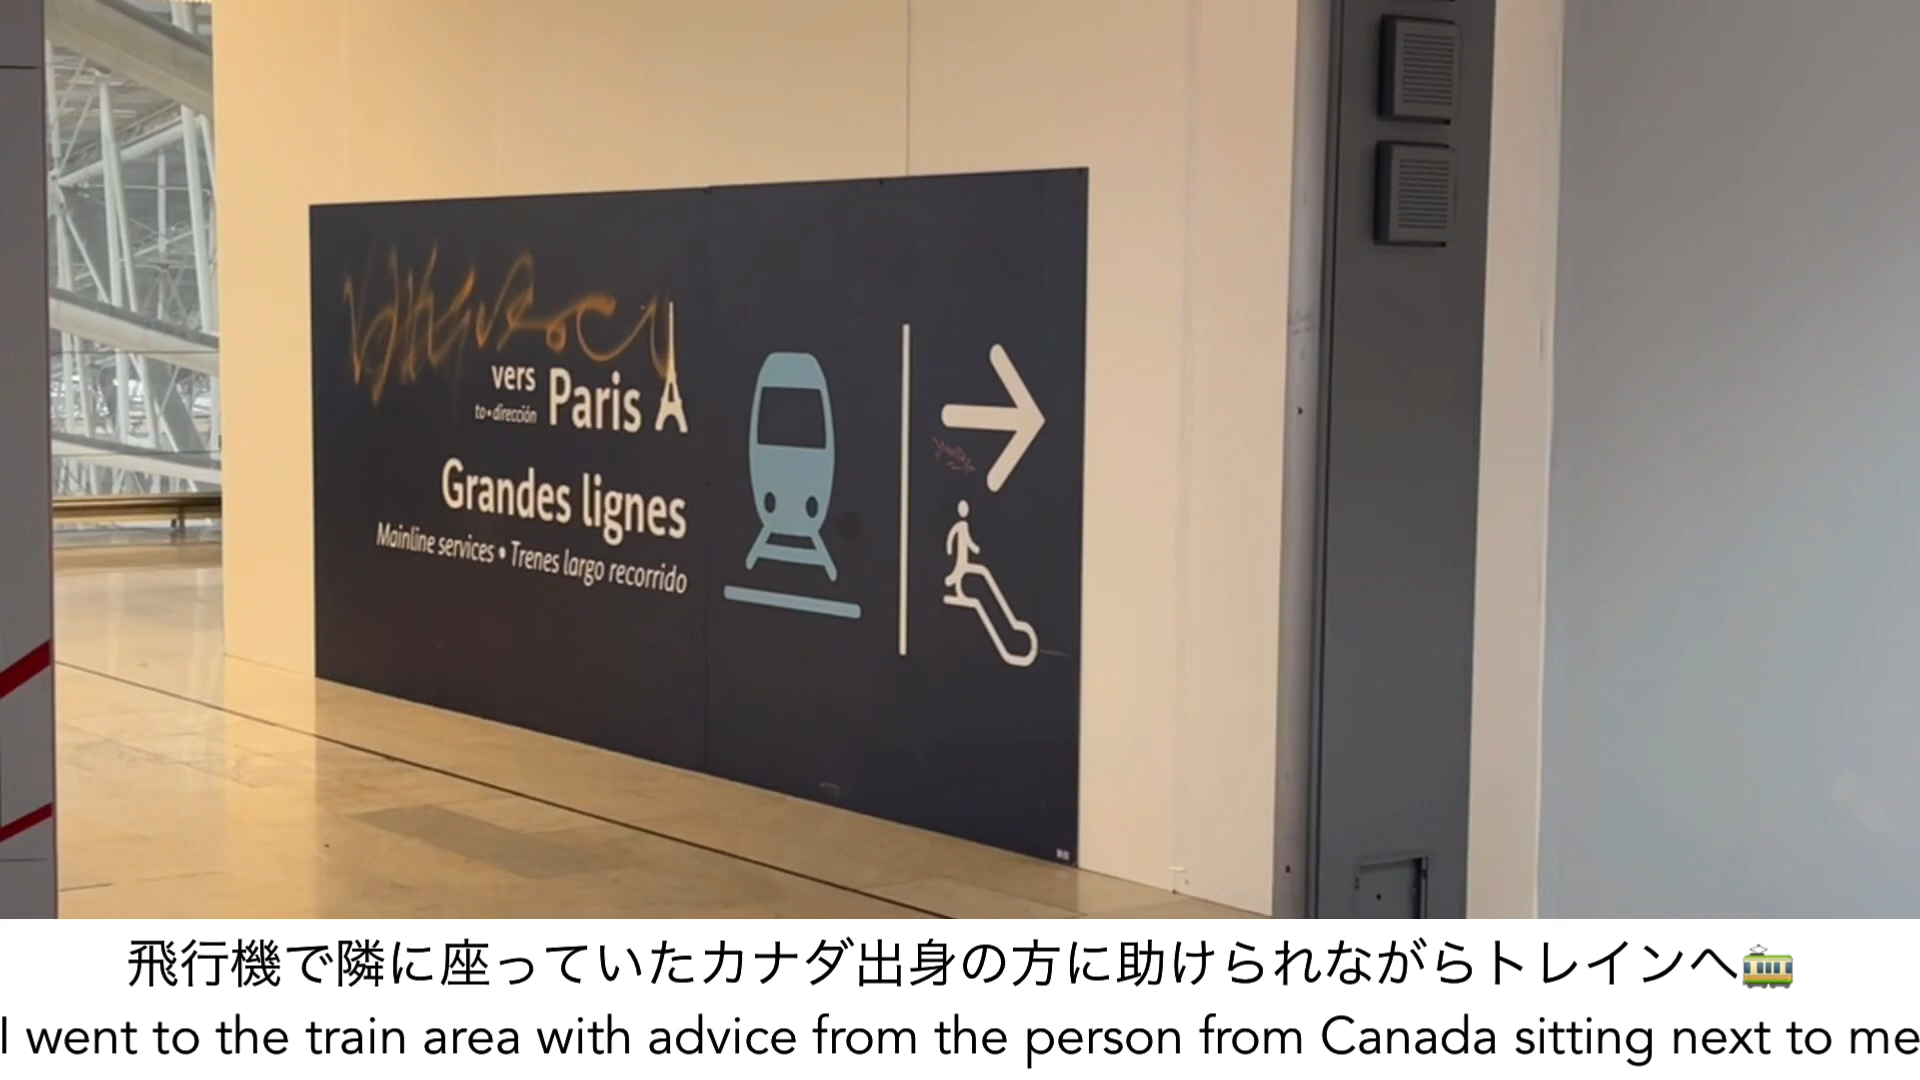 vers
to • dirección
Paris
Grandes lignes
Mainline services • Trenes largo recorrido
飛行機で隣に座っていたカナダ出身の方に助けられながらトレインへ🚃
I went to the train area with advice from the person from Canada sitting next to me